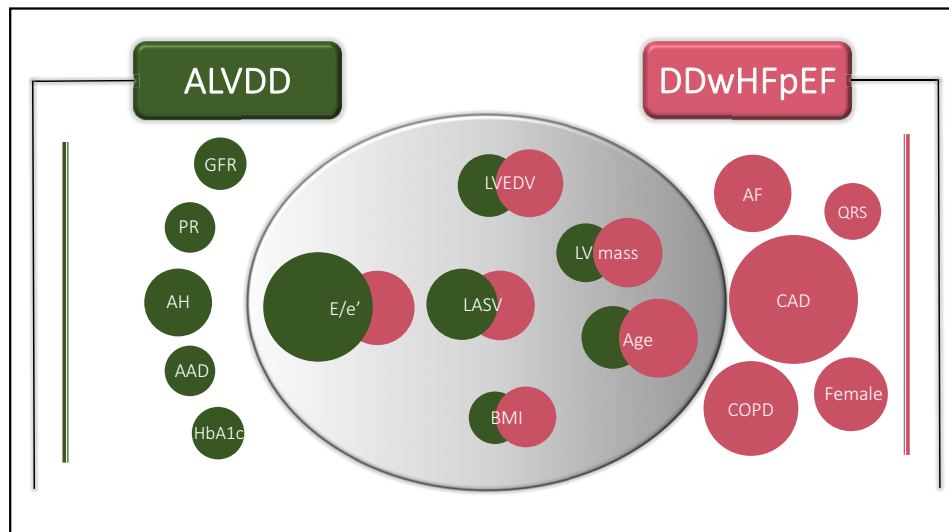 ALVDD
DDwHFpEF
GFR
PR
AH
AAD
HbA1c
LVEDV
LV mass
E/e’
LASV
Age
BMI
AF
QRS
CAD
COPD
Female